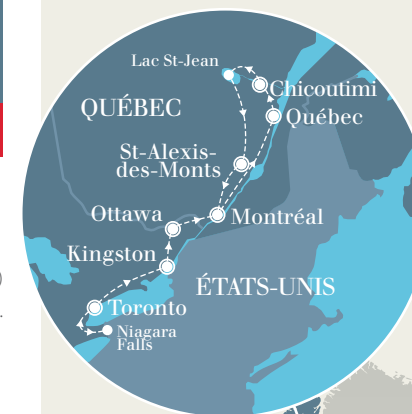 Lac St-Jean
Chicoutimi
QUÉBEC
Québec
St-Alexis-
des-Monts
Ottawa
Montréal
Kingston
ÉTATS-UNIS
Toronto
Niagara
Falls
)
.